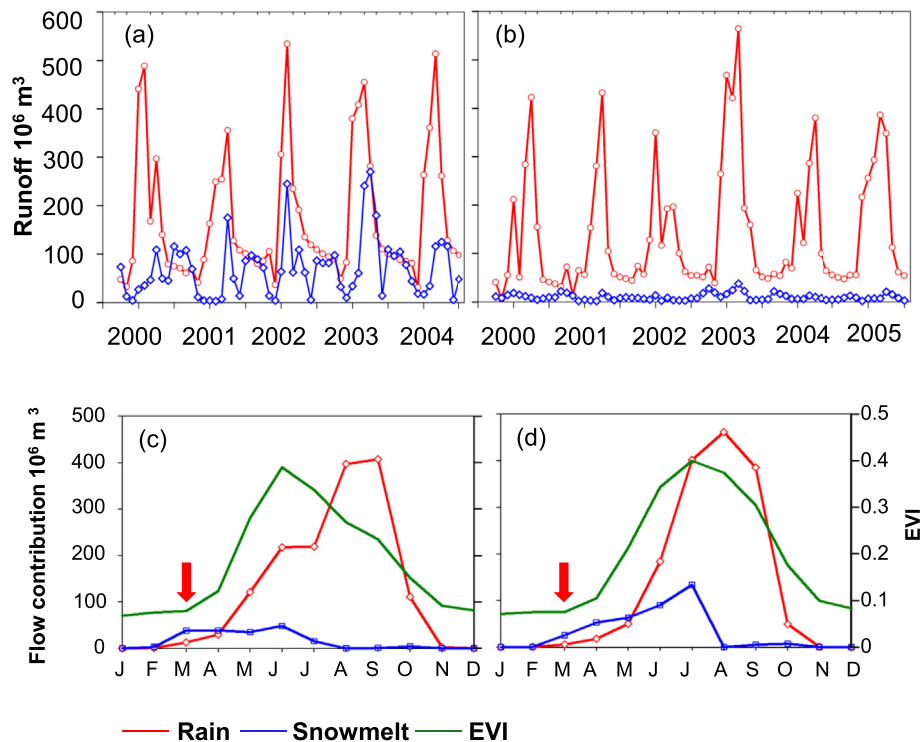 600
500
400
300
200
100
0
Runoff 10⁶ m³
(a)
(b)
2000 2001 2002 2003 2004
2000 2001 2002 2003 2004 2005
500
400
300
200
100
0
Flow contribution 10⁶ m ³
(c)
(d)
0.5
0.4
0.3
0.2
0.1
0
EVI
J F M A M J J A S O N D
J F M A M J J A S O N D
Rain Snowmelt EVI